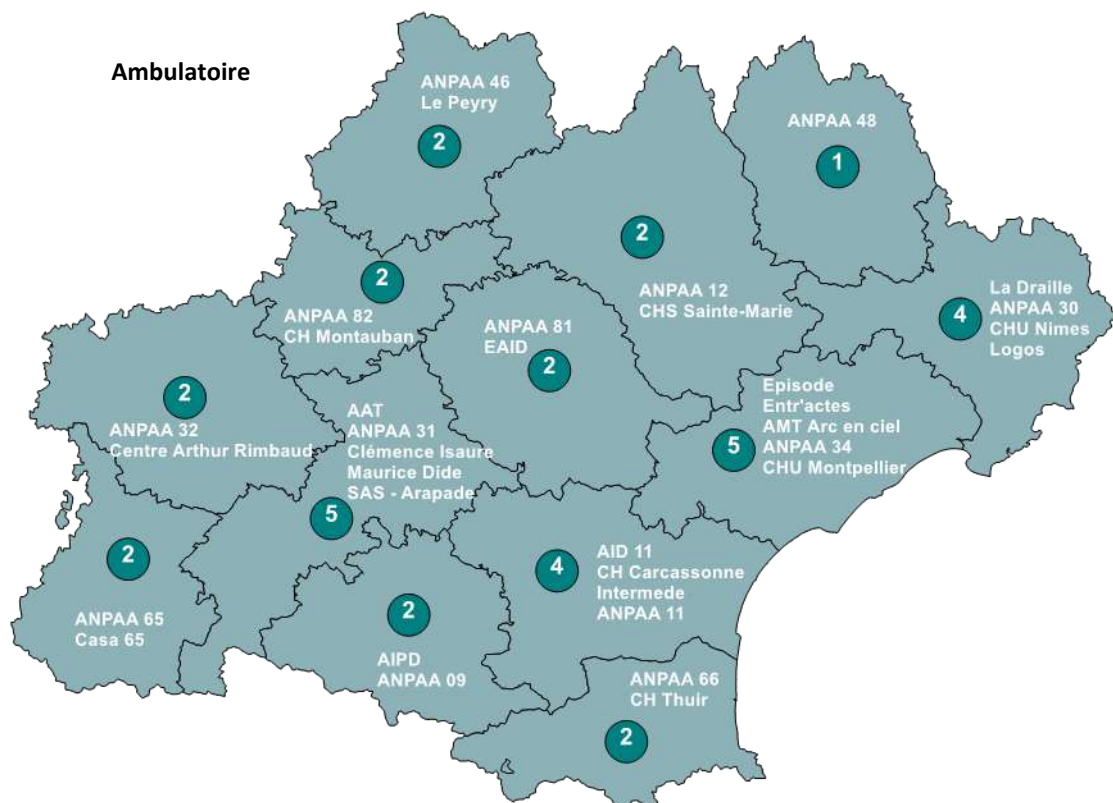 Ambulatoire
ANPAA 46
Le Peyry
2
ANPAA 48
1
2
ANPAA 12
CHS Sainte-Marie
2
ANPAA 82
CH Montauban
La Draille
ANPAA 30
CHU Nimes
Logos
4
ANPAA 81
EAID
2
2
ANPAA 32
Centre Arthur Rimbaud
AAT
ANPAA 31
Clémence Isaure
Maurice Dide
SAS - Arapade
5
Episode
Entr'actes
AMT Arc en ciel
ANPAA 34
CHU Montpellier
5
2
ANPAA 65
Casa 65
2
AIPD
ANPAA 09
4
AID 11
CH Carcassonne
Intermede
ANPAA 11
ANPAA 66
CH Thuir
2